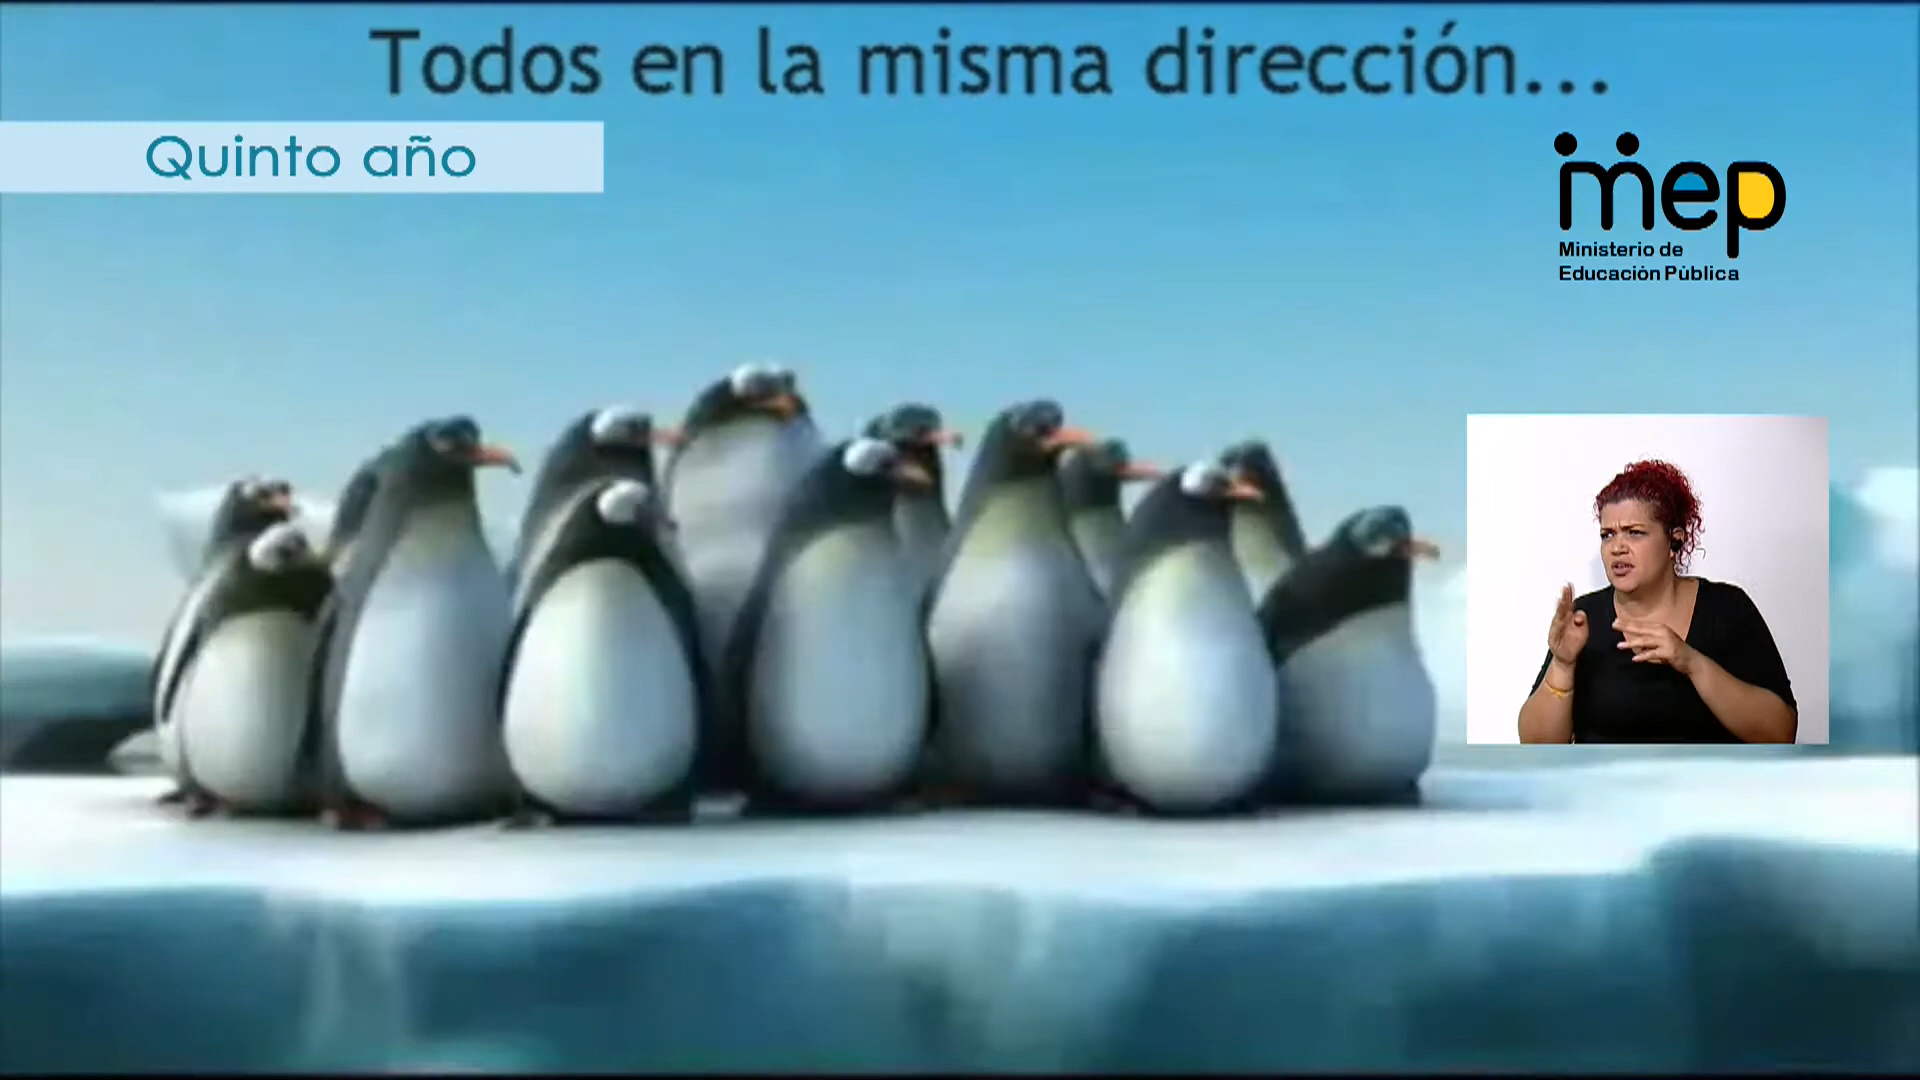 Todos en la misma dirección...
Quinto año
mep
Ministerio de
Educación Pública